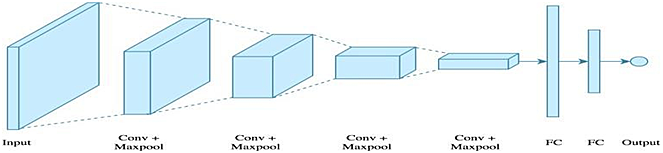 Input
Conv +
Maxpool
Conv +
Maxpool
Conv +
Maxpool
Conv +
Maxpool
FC
FC
Output